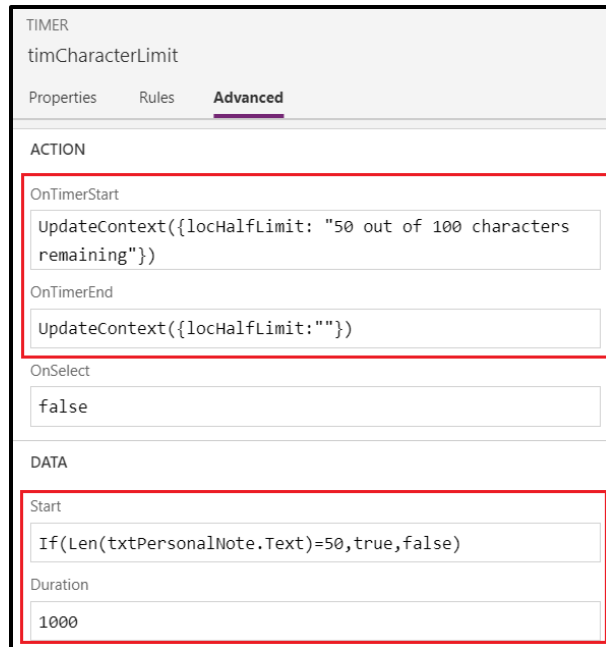 TIMER
timCharacterLimit
Properties Rules Advanced
ACTION
OnTimerStart
UpdateContext({locHalfLimit: "50 out of 100 characters
remaining"})
OnTimerEnd
UpdateContext({locHalfLimit:""})
OnSelect
false
DATA
Start
If(Len(txtPersonalNote.Text)=50,true,false)
Duration
1000